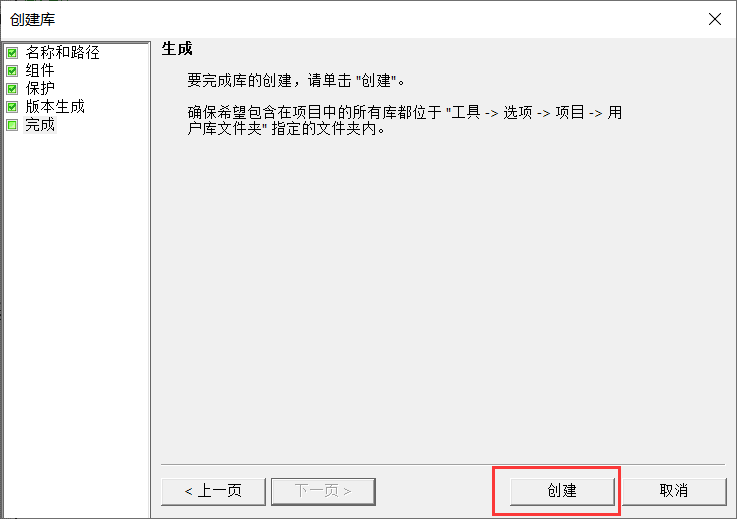 创建库
名称和路径
组件
保护
版本生成
完成
生成
要完成库的创建，请单击 "创建"。
确保希望包含在项目中的所有库都位于 "工具 -> 选项 -> 项目 -> 用
户库文件夹" 指定的文件夹内。
< 上一页
下一页 >
创建
取消